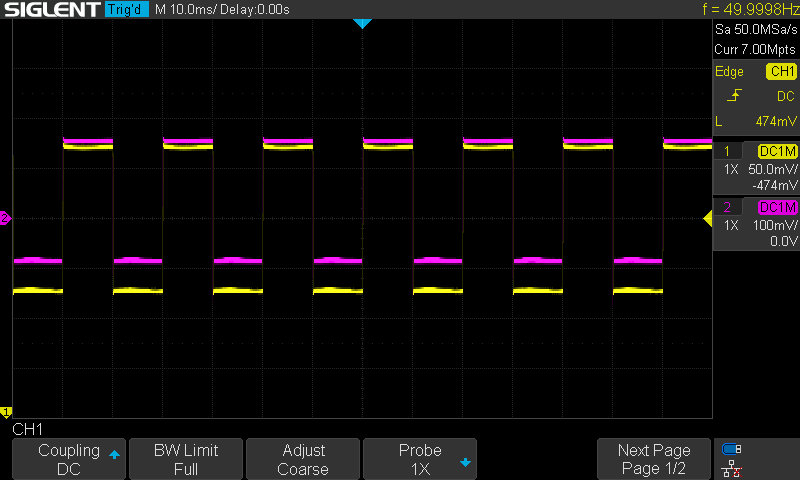 SIGLENT Trig'd M 10.0ms/ Delay:0.00s f = 49.9998Hz
Sa 50.0MSa/s
Curr 7.00Mpts
Edge CH1
DC
L 474mV
1 DC1M
1X 50.0mV/
-474mV
2 DC1M
1X 100mV/
0.0V
2
1
CH1
Coupling
DC
BW Limit
Full
Adjust
Coarse
Probe
1X
Next Page
Page 1/2